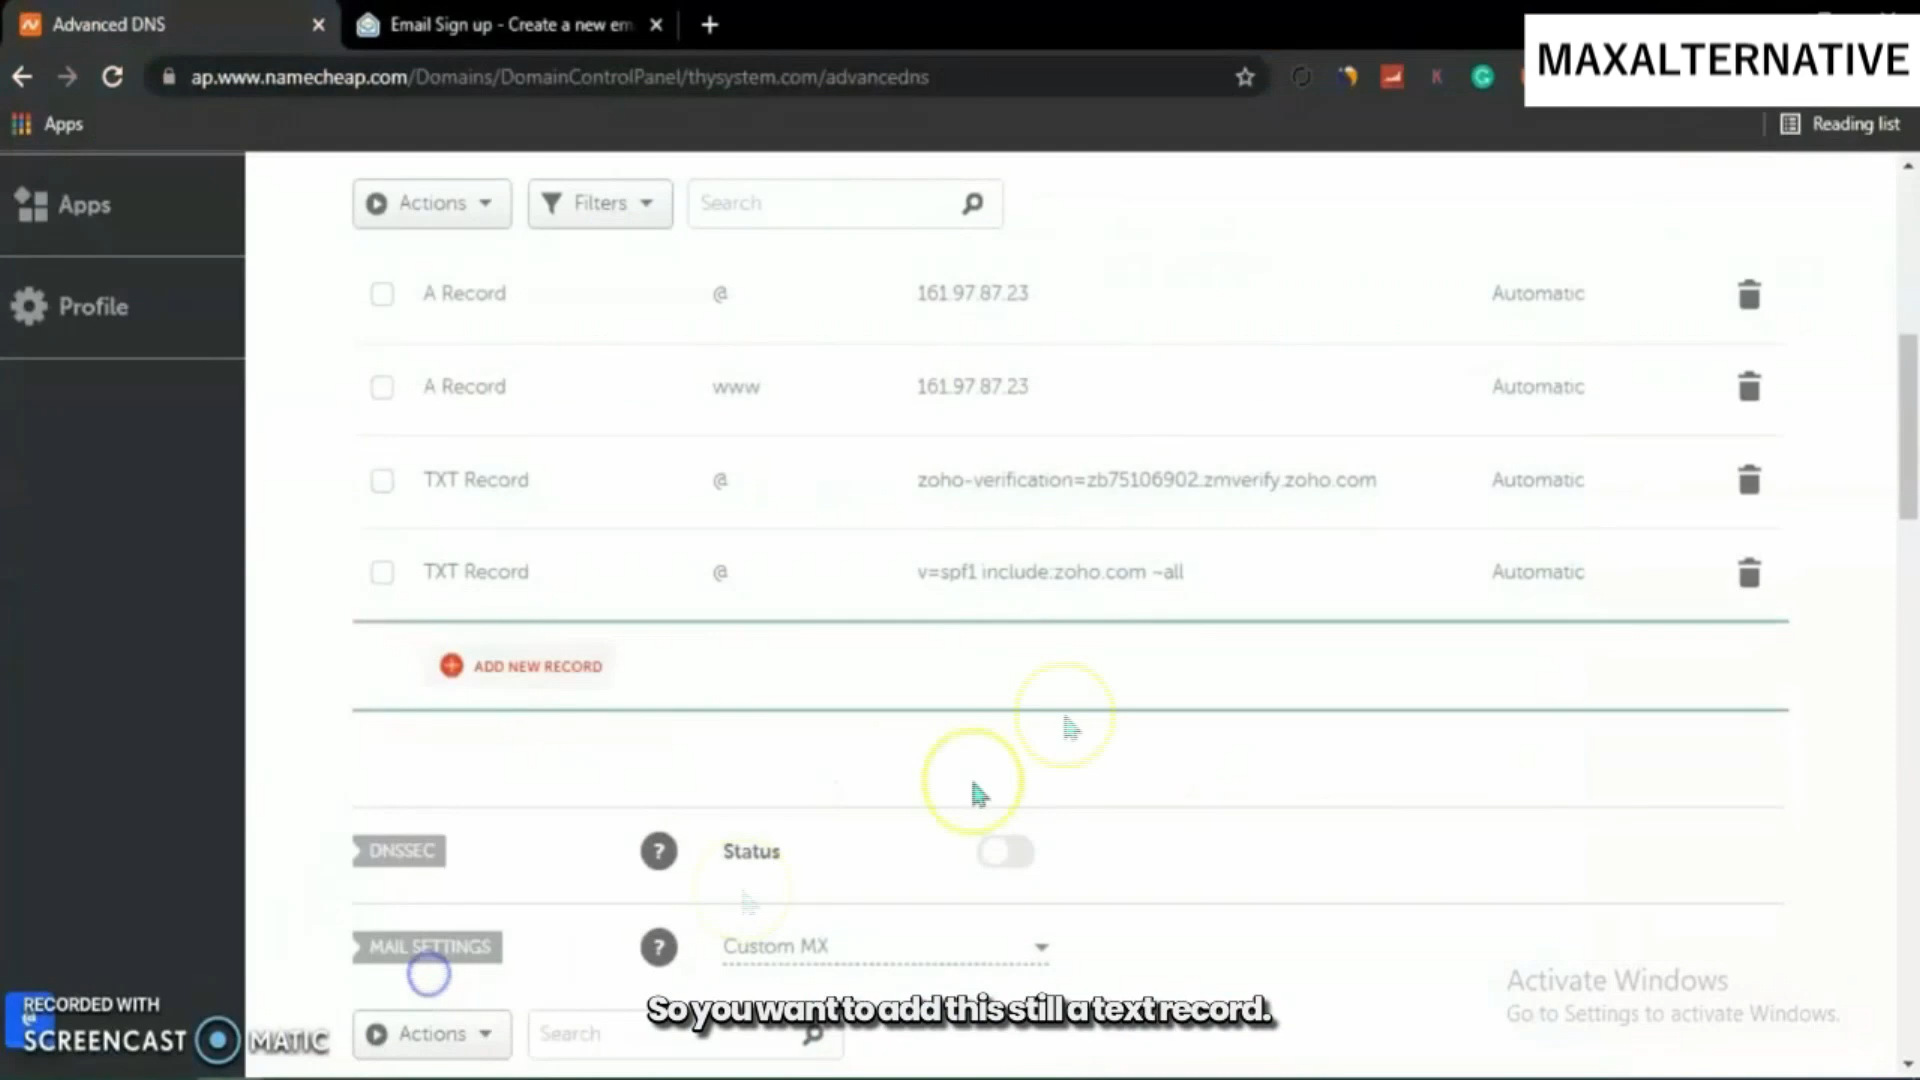 Advanced DNS
Email Sign up - Create a new em
MAXALTERNATIVE
ap.www.namecheap.com/Domains/DomainControlPanel/thysystem.com/advancedns
Apps
Reading list
Apps
Profile
Actions
Filters
Search
A Record @ 161.97.87.23 Automatic
A Record www 161.97.87.23 Automatic
TXT Record @ zoho-verification=zb75106902.zmverify.zoho.com Automatic
TXT Record @ v=spf1 include:zoho.com ~all Automatic
ADD NEW RECORD
DNSSEC ? Status
MAIL SETTINGS ? Custom MX
Activate Windows
Go to Settings to activate Windows.
So you want to add this still a text record.
RECORDED WITH
SCREENCAST MATIC
Actions
Search